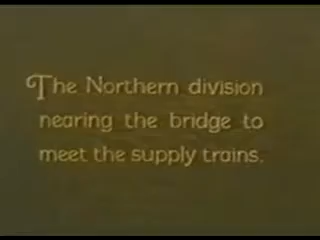 The Northern division
nearing the bridge to
meet the supply trains.